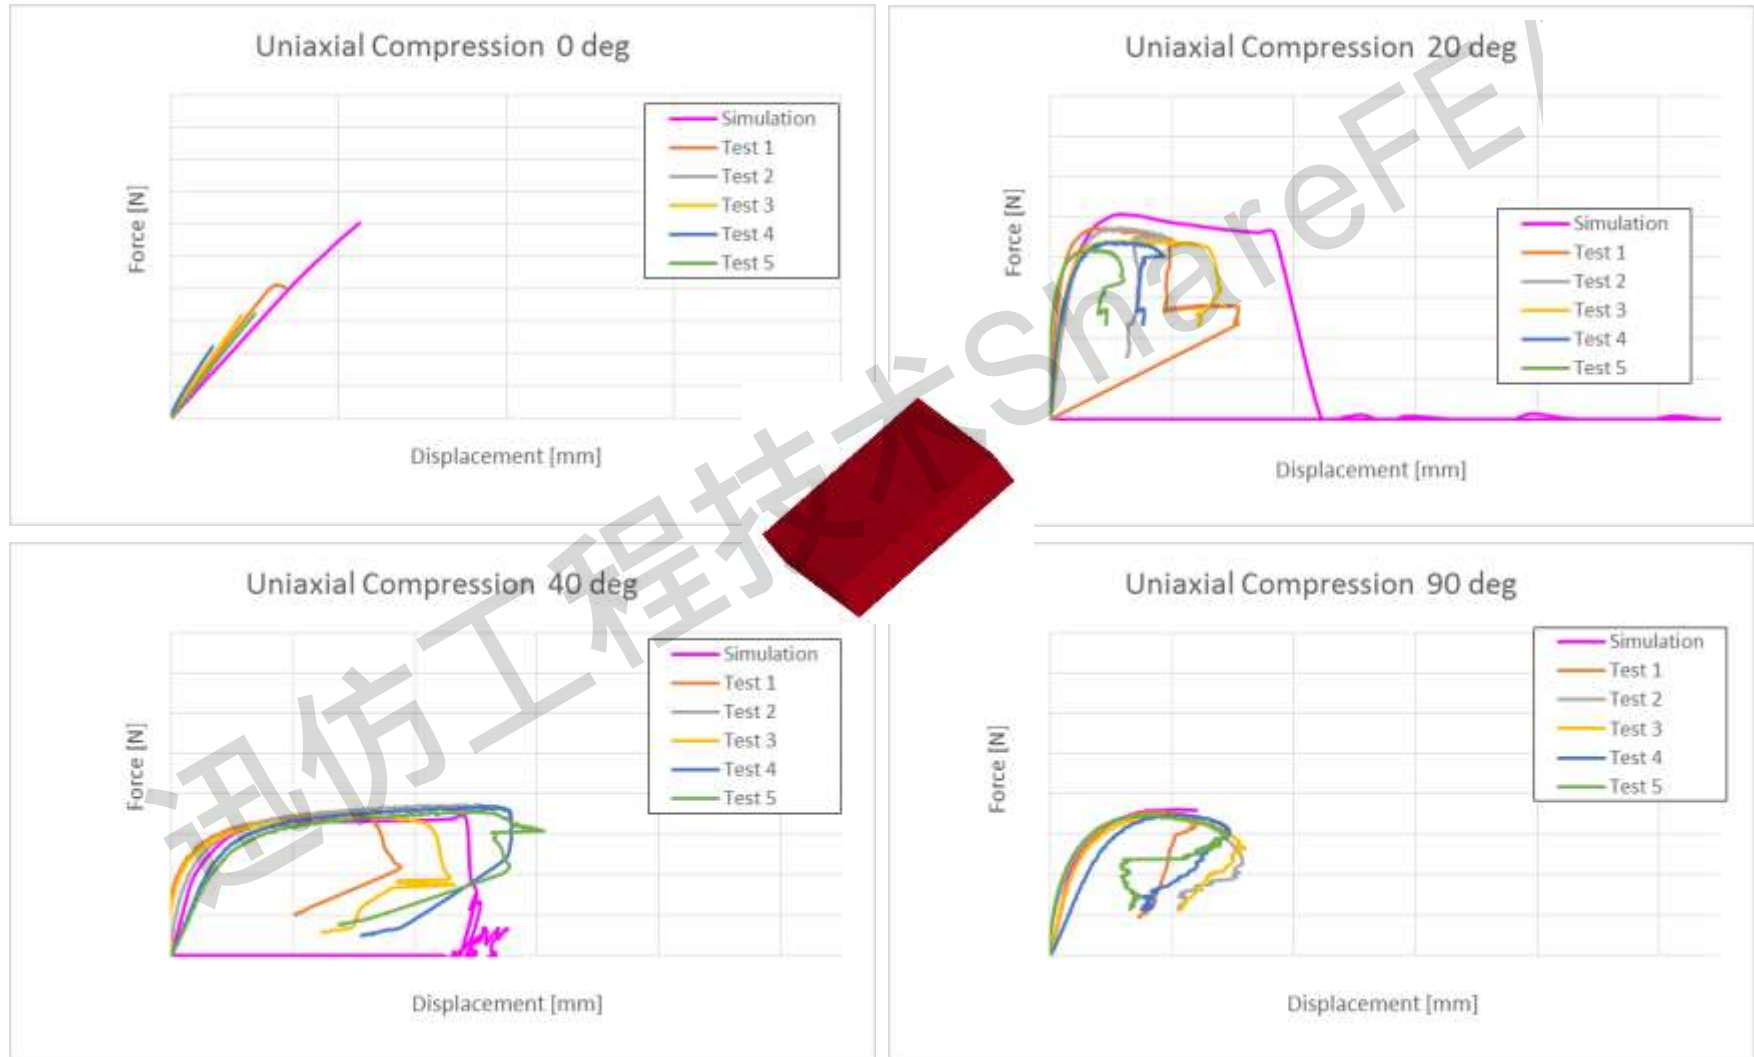 Uniaxial Compression 0 deg
Force [N]
Simulation
Test 1
Test 2
Test 3
Test 4
Test 5
Displacement [mm]
Uniaxial Compression 20 deg
Force [N]
Simulation
Test 1
Test 2
Test 3
Test 4
Test 5
Displacement [mm]
Uniaxial Compression 40 deg
Force [N]
Simulation
Test 1
Test 2
Test 3
Test 4
Test 5
Displacement [mm]
Uniaxial Compression 90 deg
Force [N]
Simulation
Test 1
Test 2
Test 3
Test 4
Test 5
Displacement [mm]
迅仿工程技术ShareFE